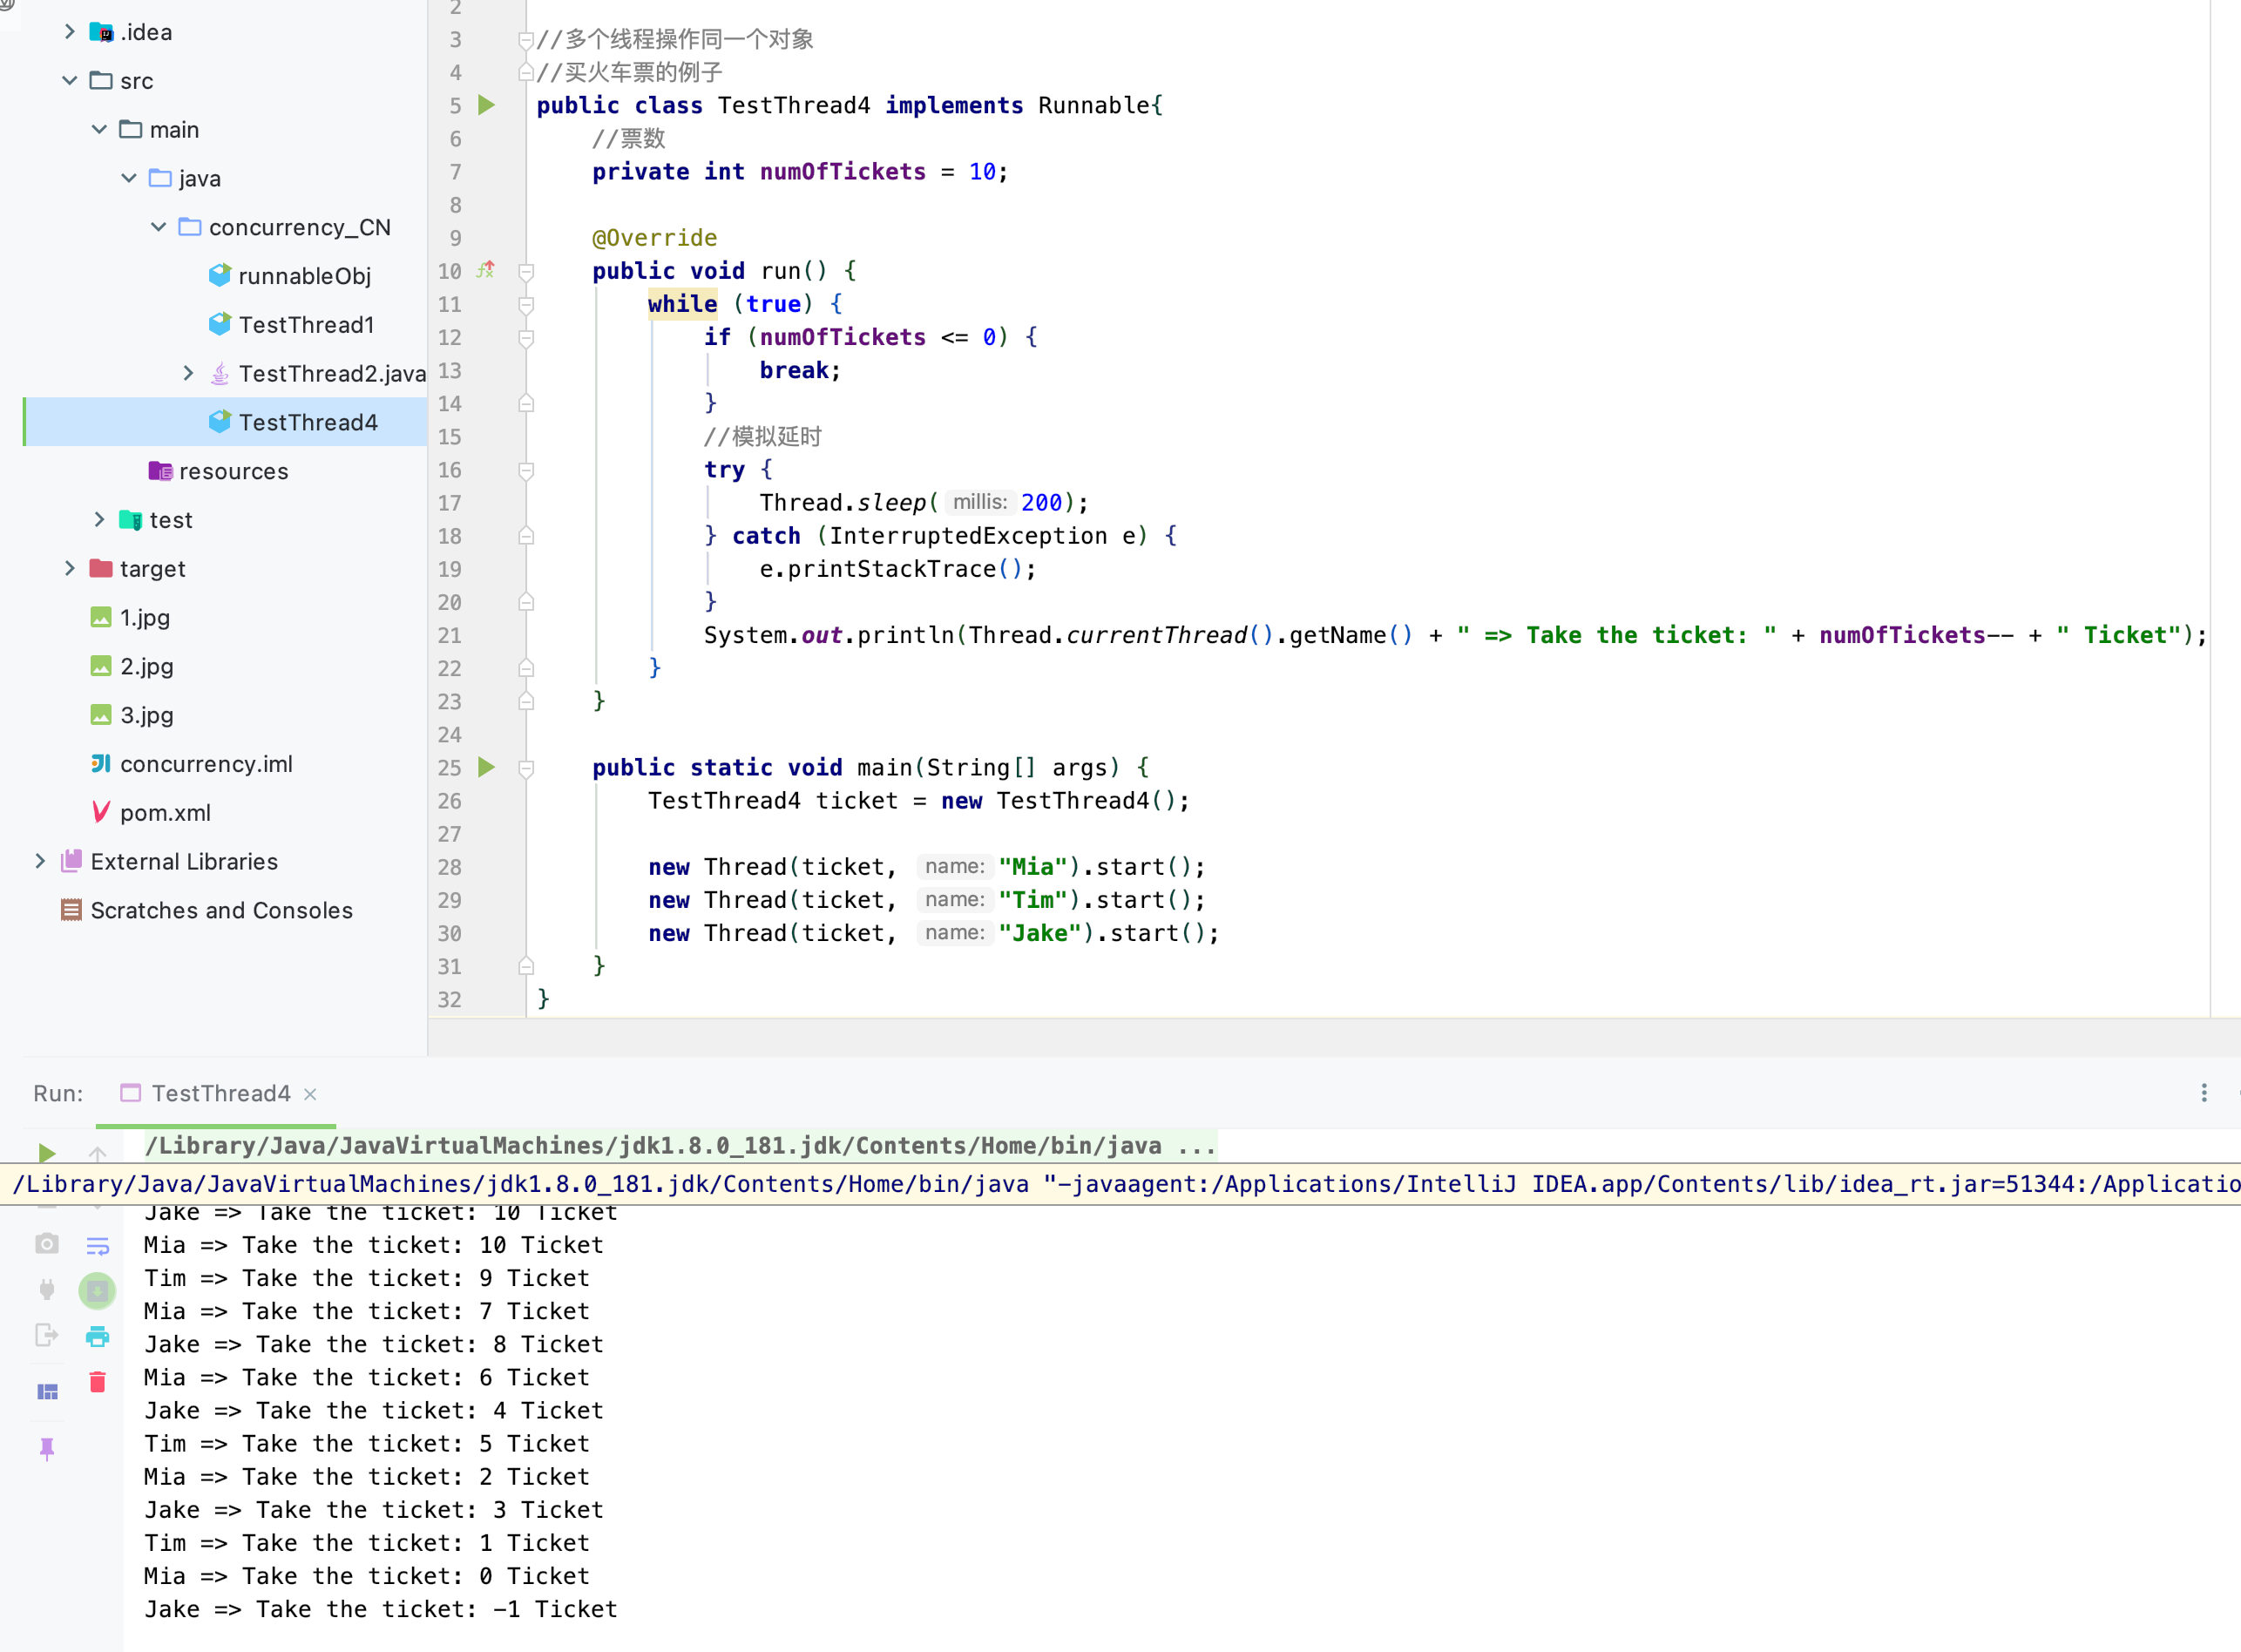 .idea
src
main
java
concurrency_CN
runnableObj
TestThread1
TestThread2.java
TestThread4
resources
test
target
1.jpg
2.jpg
3.jpg
concurrency.iml
pom.xml
External Libraries
Scratches and Consoles
2
3 //多个线程操作同一个对象
4 //买火车票的例子
5 public class TestThread4 implements Runnable{
6 //票数
7 private int numOfTickets = 10;
8
9 @Override
10 public void run() {
11 while (true) {
12 if (numOfTickets <= 0) {
13 break;
14 }
15 //模拟延时
16 try {
17 Thread.sleep( millis: 200);
18 } catch (InterruptedException e) {
19 e.printStackTrace();
20 }
21 System.out.println(Thread.currentThread().getName() + " => Take the ticket: " + numOfTickets-- + " Ticket");
22 }
23 }
24
25 public static void main(String[] args) {
26 TestThread4 ticket = new TestThread4();
27
28 new Thread(ticket, name: "Mia").start();
29 new Thread(ticket, name: "Tim").start();
30 new Thread(ticket, name: "Jake").start();
31 }
32 }
Run: TestThread4
/Library/Java/JavaVirtualMachines/jdk1.8.0_181.jdk/Contents/Home/bin/java ...
/Library/Java/JavaVirtualMachines/jdk1.8.0_181.jdk/Contents/Home/bin/java "-javaagent:/Applications/IntelliJ IDEA.app/Contents/lib/idea_rt.jar=51344:/Applicatio
Jake => Take the ticket: 10 Ticket
Mia => Take the ticket: 10 Ticket
Tim => Take the ticket: 9 Ticket
Mia => Take the ticket: 7 Ticket
Jake => Take the ticket: 8 Ticket
Mia => Take the ticket: 6 Ticket
Jake => Take the ticket: 4 Ticket
Tim => Take the ticket: 5 Ticket
Mia => Take the ticket: 2 Ticket
Jake => Take the ticket: 3 Ticket
Tim => Take the ticket: 1 Ticket
Mia => Take the ticket: 0 Ticket
Jake => Take the ticket: -1 Ticket